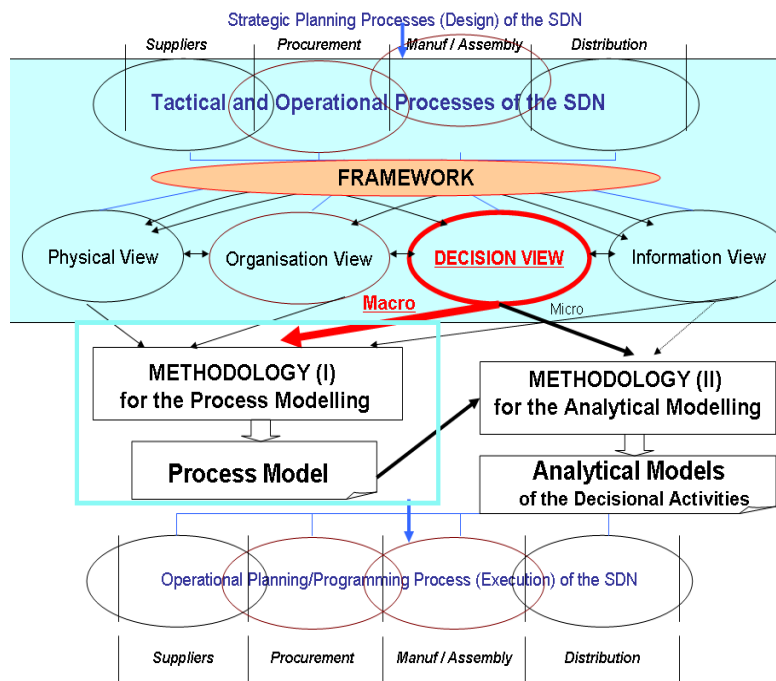 Strategic Planning Processes (Design) of the SDN
Suppliers Procurement Manuf / Assembly Distribution
Tactical and Operational Processes of the SDN
FRAMEWORK
Physical View Organisation View DECISION VIEW Information View
Macro Micro
METHODOLOGY (I)
for the Process Modelling
METHODOLOGY (II)
for the Analytical Modelling
Process Model
Analytical Models
of the Decisional Activities
Operational Planning/Programming Process (Execution) of the SDN
Suppliers Procurement Manuf / Assembly Distribution